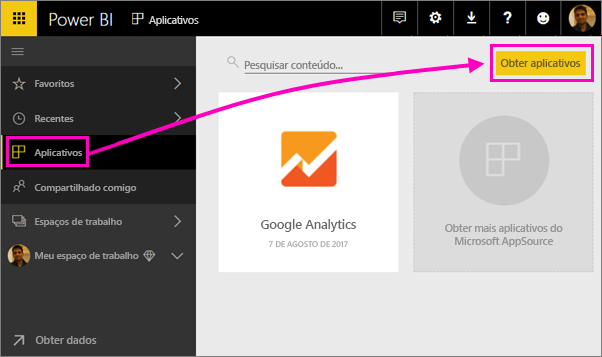 Power BI
Aplicativos
?
Pesquisar conteúdo...
Obter aplicativos
Favoritos
Recentes
Aplicativos
Compartilhado comigo
Espaços de trabalho
Meu espaço de trabalho
Obter dados
Google Analytics
7 DE AGOSTO DE 2017
Obter mais aplicativos do
Microsoft AppSource